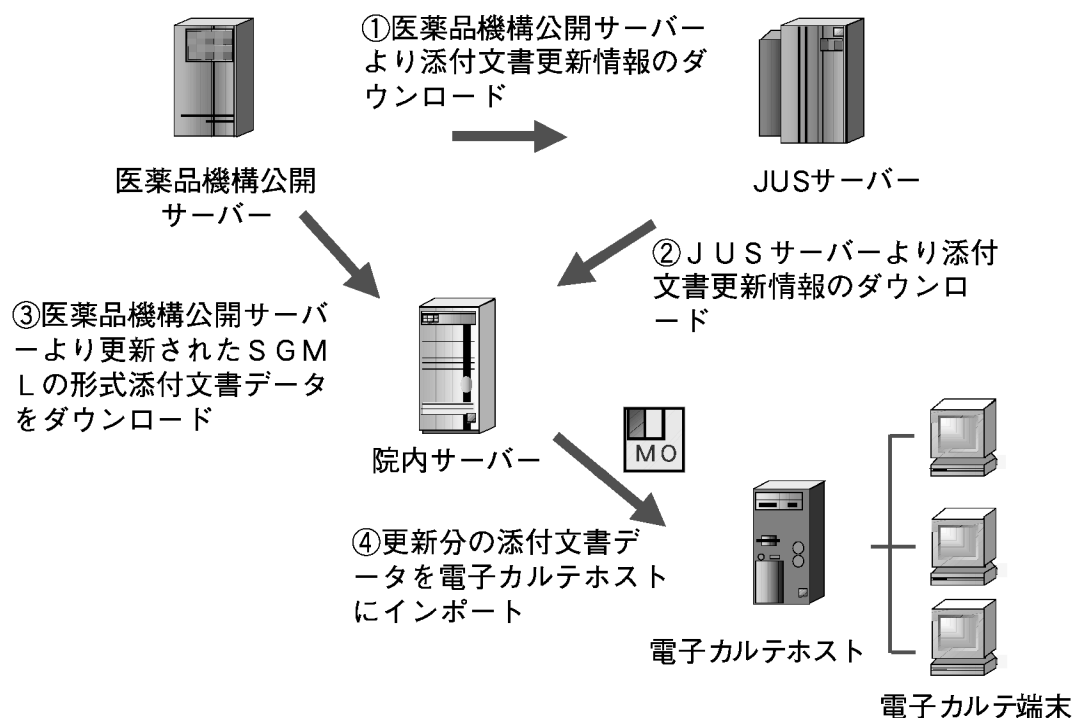 ①医薬品機構公開サーバー
より添付文書更新情報のダ
ウンロード
医薬品機構公開
サーバー
JUSサーバー
②ＪＵＳサーバーより添付
文書更新情報のダウンロ
ード
③医薬品機構公開サーバ
ーより更新されたＳＧＭ
Ｌの形式添付文書データ
をダウンロード
院内サーバー
MO
④更新分の添付文書デ
ータを電子カルテホスト
にインポート
電子カルテホスト
電子カルテ端末